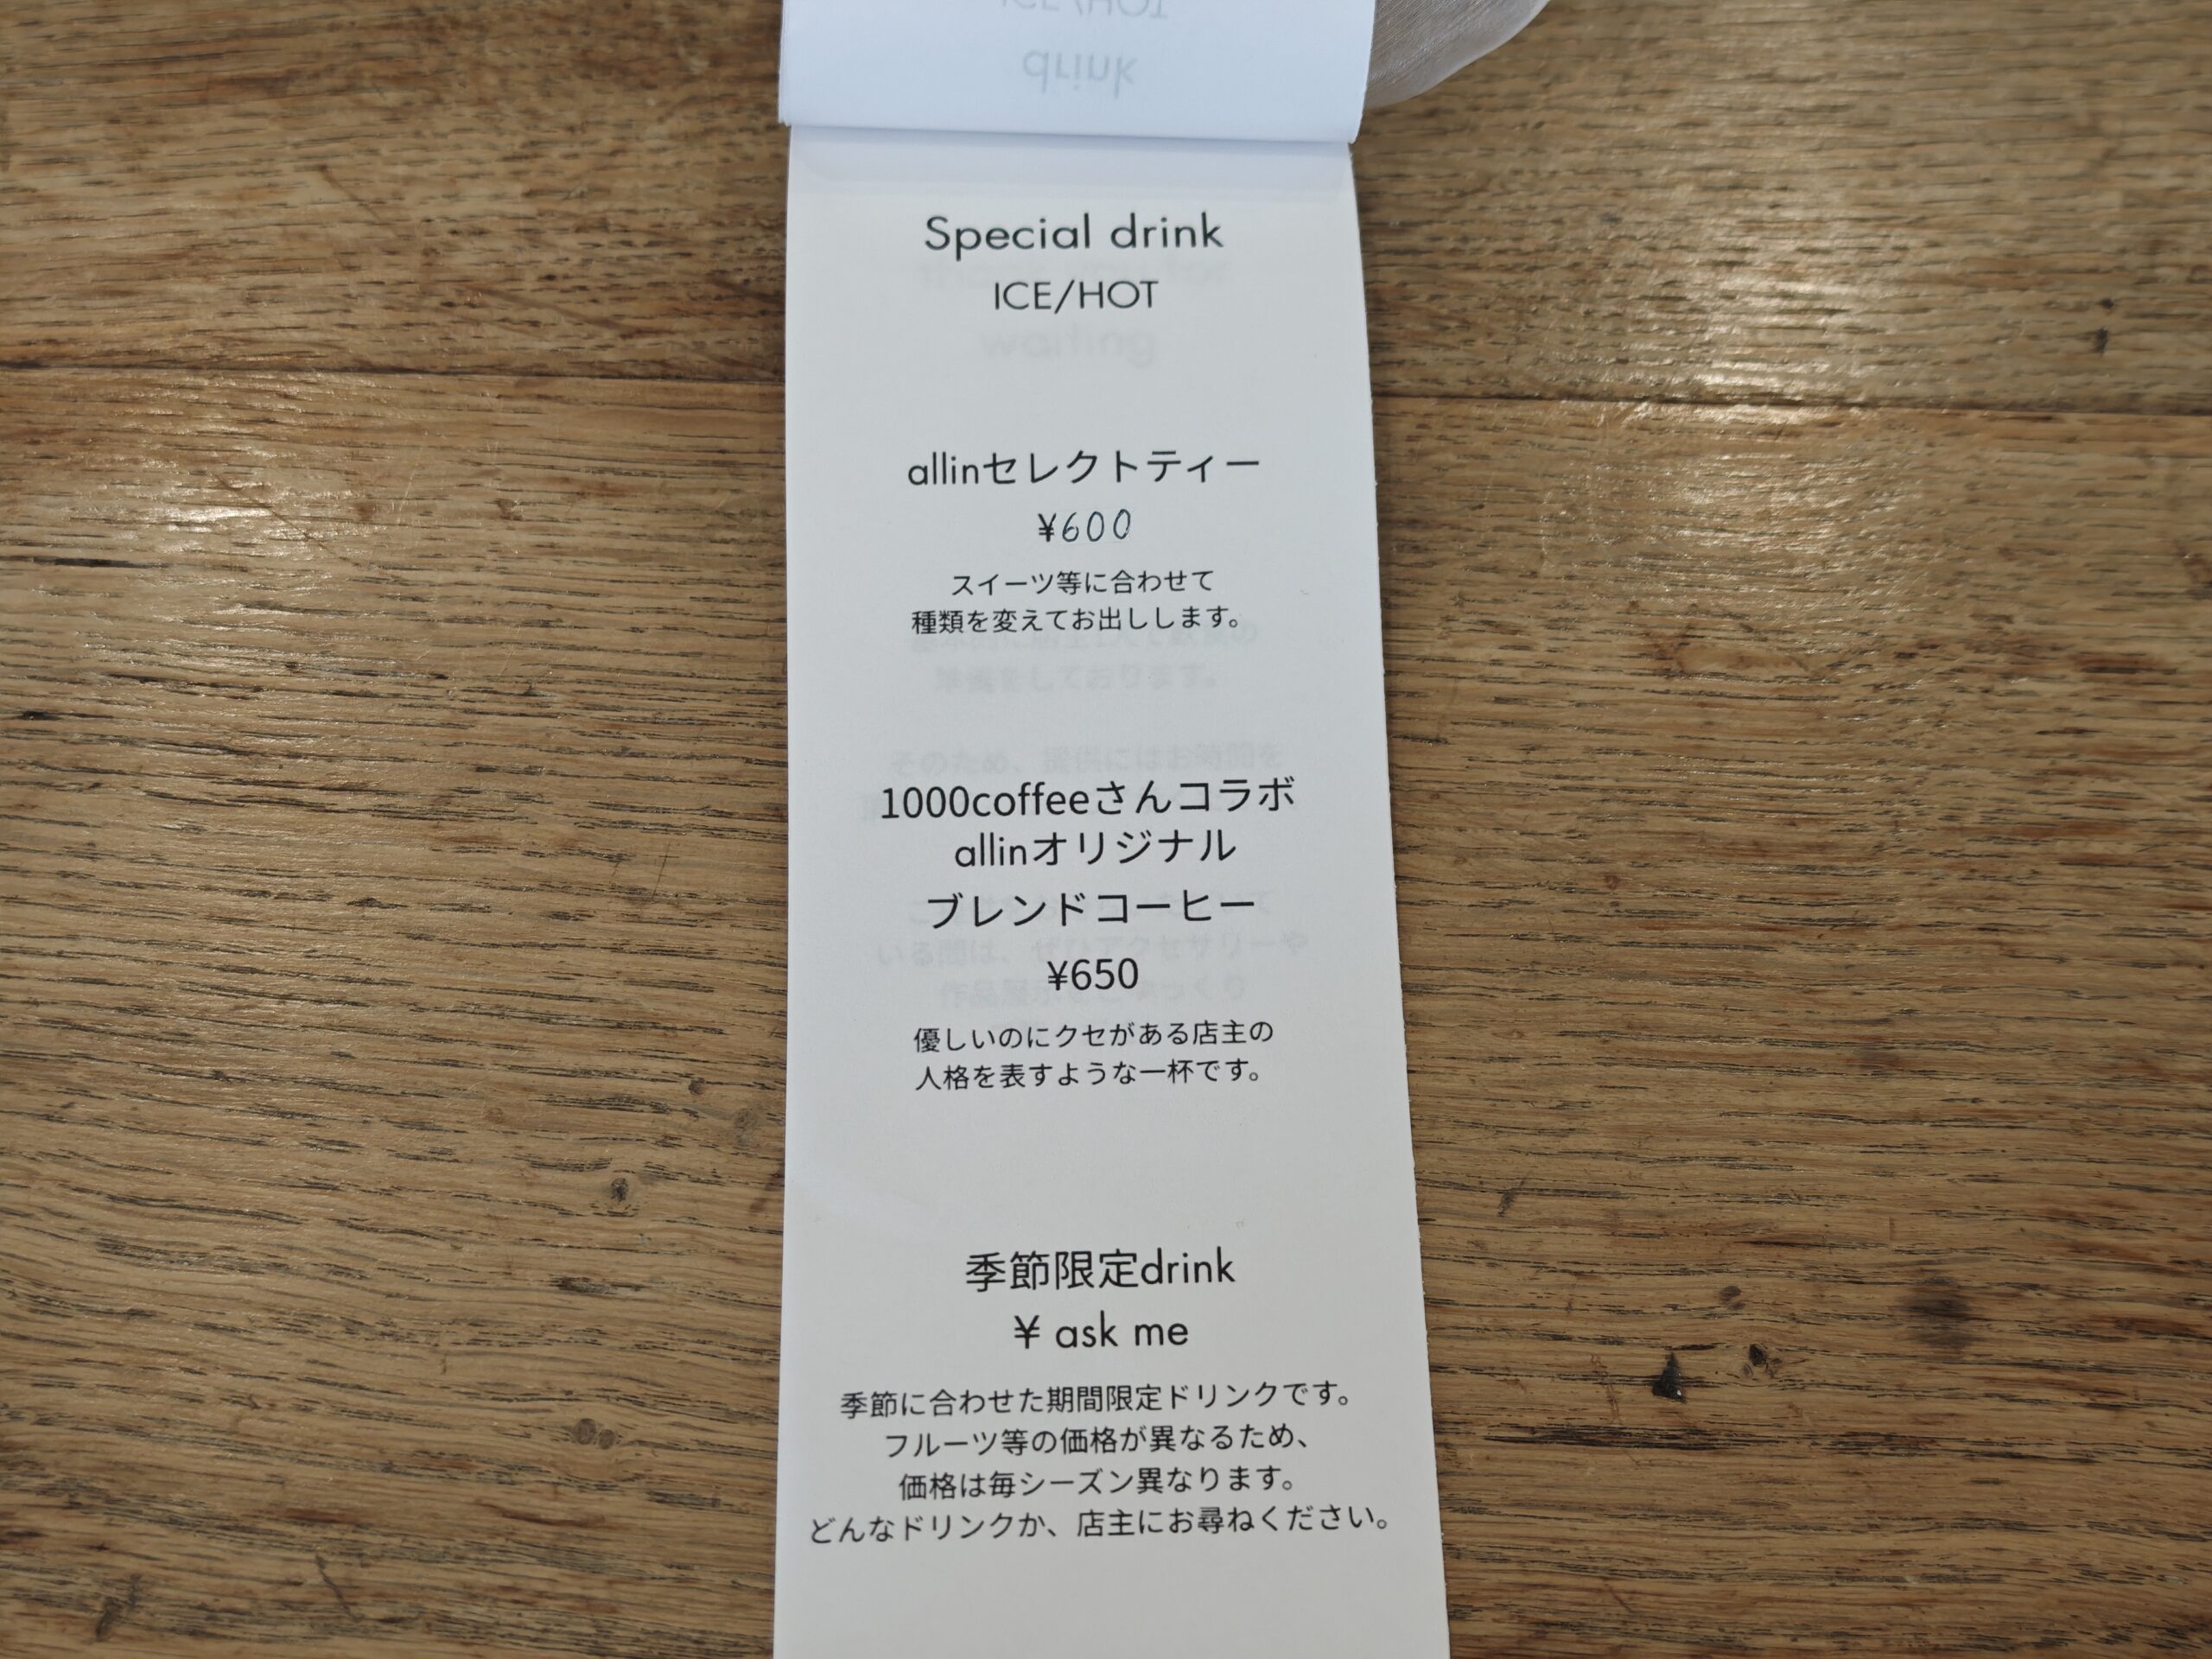 ICE/HOT
drink
Special drink
ICE/HOT
allinセレクトティー
¥600
スイーツ等に合わせて
種類を変えてお出しします。
1000coffeeさんコラボ
allinオリジナル
ブレンドコーヒー
¥650
優しいのにクセがある店主の
人格を表すような一杯です。
季節限定drink
¥ ask me
季節に合わせた期間限定ドリンクです。
フルーツ等の価格が異なるため、
価格は毎シーズン異なります。
どんなドリンクか、店主にお尋ねください。